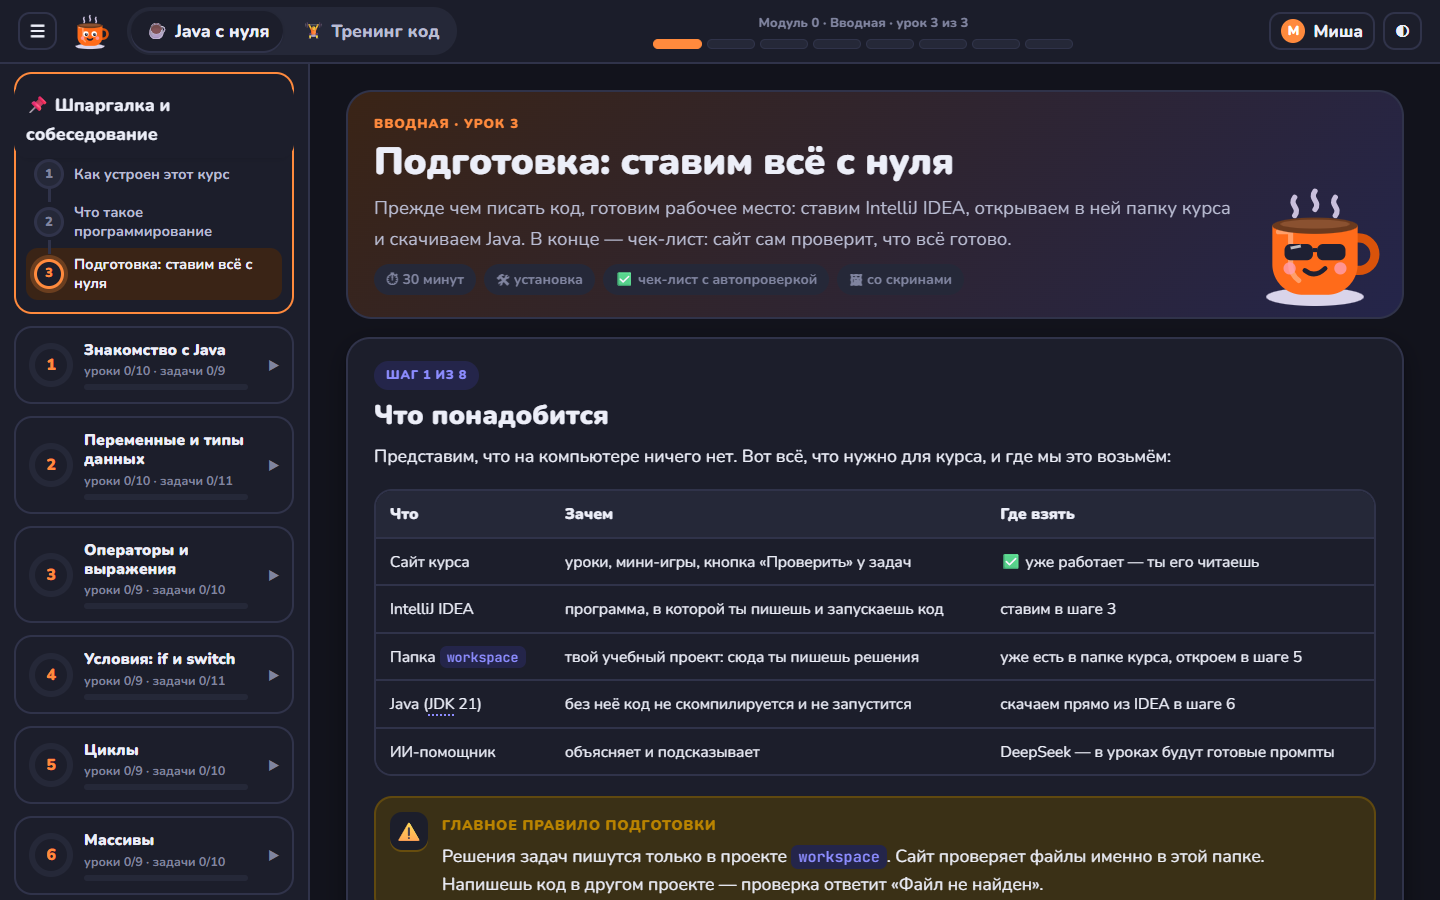 Java с нуля
Тренинг код
Модуль 0 · Вводная · урок 3 из 3
М
Миша
Шпаргалка и
собеседование
1
Как устроен этот курс
2
Что такое
программирование
3
Подготовка: ставим всё с
нуля
1
Знакомство с Java
уроки 0/10 · задачи 0/9
2
Переменные и типы
данных
уроки 0/10 · задачи 0/11
3
Операторы и
выражения
уроки 0/9 · задачи 0/10
4
Условия: if и switch
уроки 0/9 · задачи 0/11
5
Циклы
уроки 0/9 · задачи 0/10
6
Массивы
уроки 0/9 · задачи 0/10
ВВОДНАЯ · УРОК 3
Подготовка: ставим всё с нуля
Прежде чем писать код, готовим рабочее место: ставим IntelliJ IDEA, открываем в ней папку курса
и скачиваем Java. В конце — чек-лист: сайт сам проверит, что всё готово.
30 минут
установка
чек-лист с автопроверкой
со скринами
ШАГ 1 ИЗ 8
Что понадобится
Представим, что на компьютере ничего нет. Вот всё, что нужно для курса, и где мы это возьмём:
Что Зачем Где взять
Сайт курса уроки, мини-игры, кнопка «Проверить» у задач ✅ уже работает — ты его читаешь
IntelliJ IDEA программа, в которой ты пишешь и запускаешь код ставим в шаге 3
Папка workspace твой учебный проект: сюда ты пишешь решения уже есть в папке курса, откроем в шаге 5
Java (JDK 21) без неё код не скомпилируется и не запустится скачаем прямо из IDEA в шаге 6
ИИ-помощник объясняет и подсказывает DeepSeek — в уроках будут готовые промпты
ГЛАВНОЕ ПРАВИЛО ПОДГОТОВКИ
Решения задач пишутся только в проекте workspace. Сайт проверяет файлы именно в этой папке.
Напишешь код в другом проекте — проверка ответит «Файл не найден».